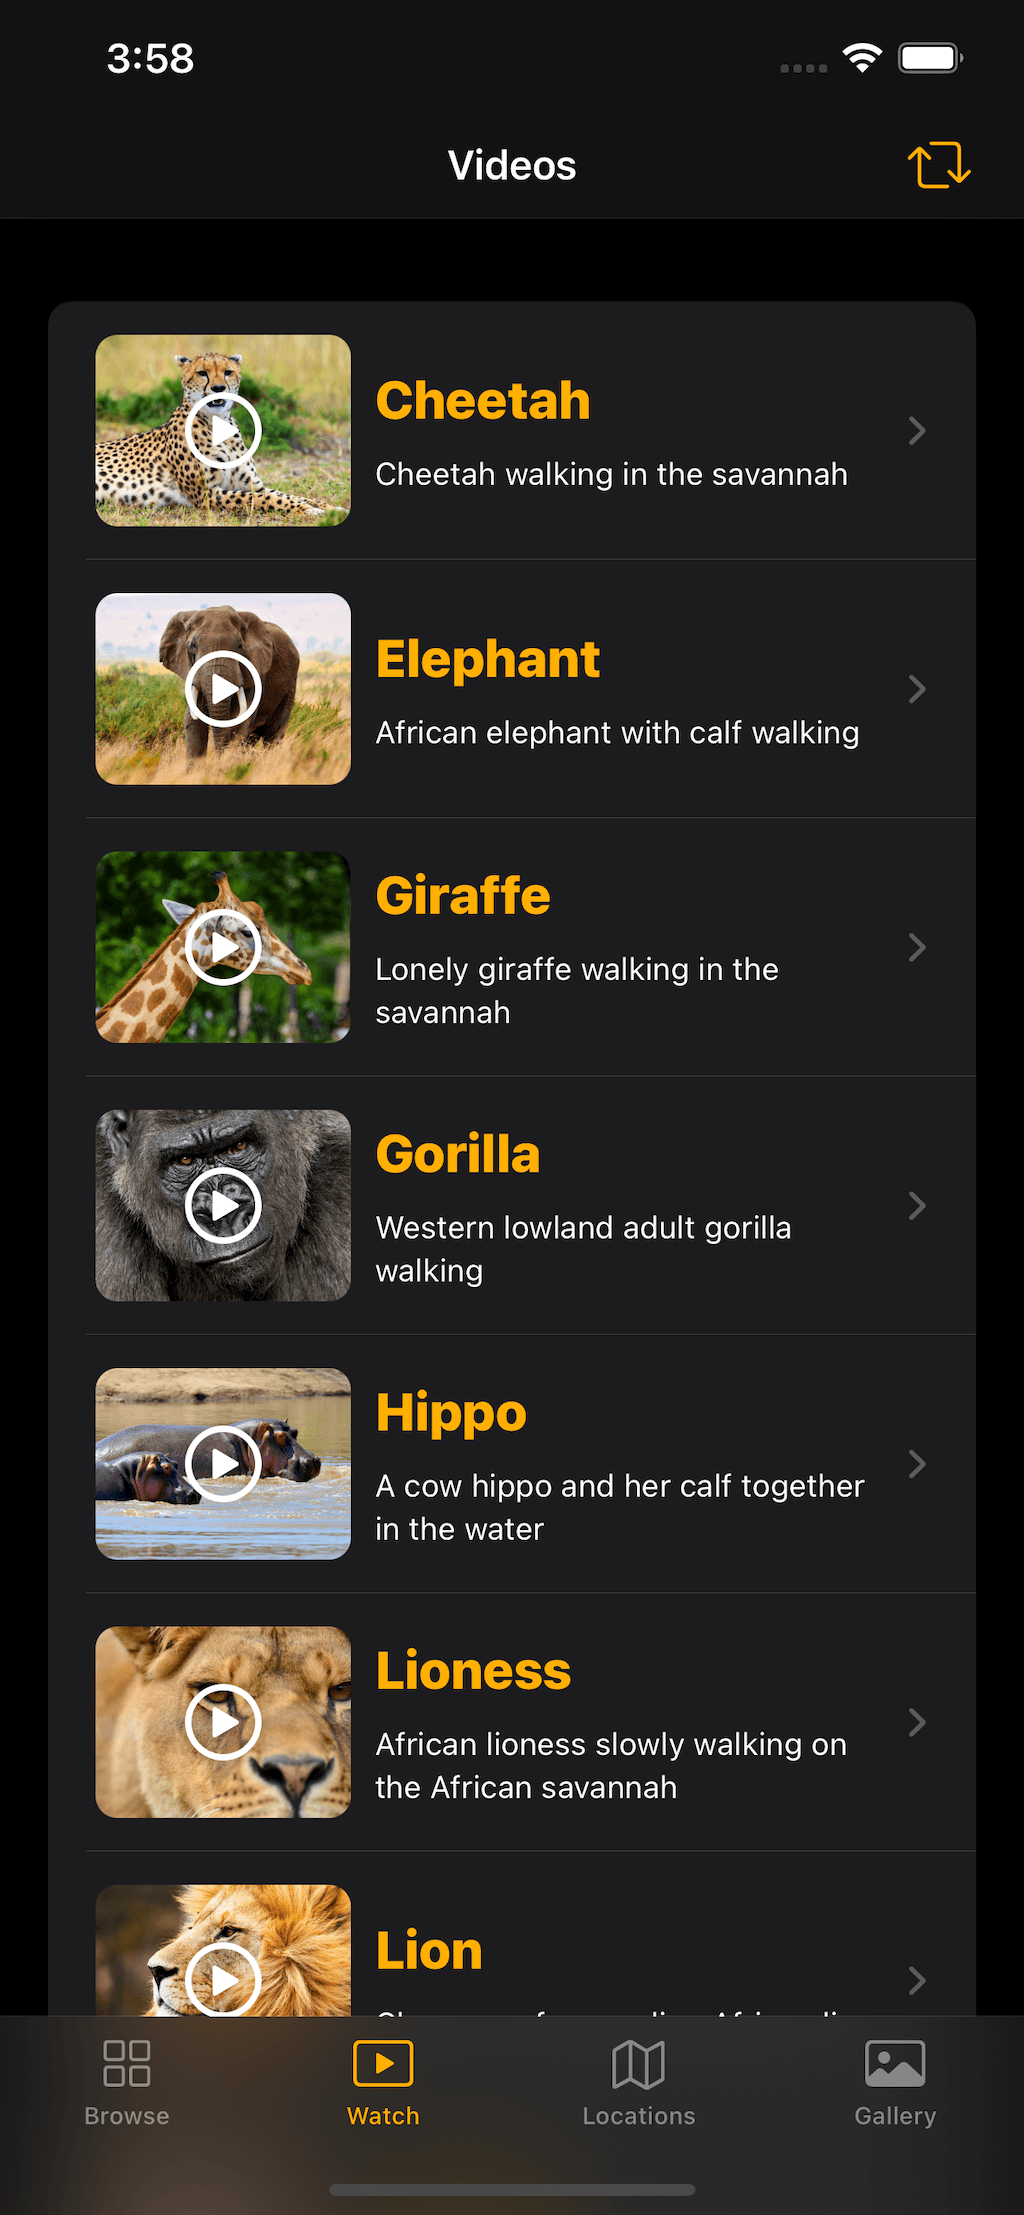 3:58
Videos
Cheetah
Cheetah walking in the savannah
Elephant
African elephant with calf walking
Giraffe
Lonely giraffe walking in the
savannah
Gorilla
Western lowland adult gorilla
walking
Hippo
A cow hippo and her calf together
in the water
Lioness
African lioness slowly walking on
the African savannah
Lion
Browse
Watch
Locations
Gallery